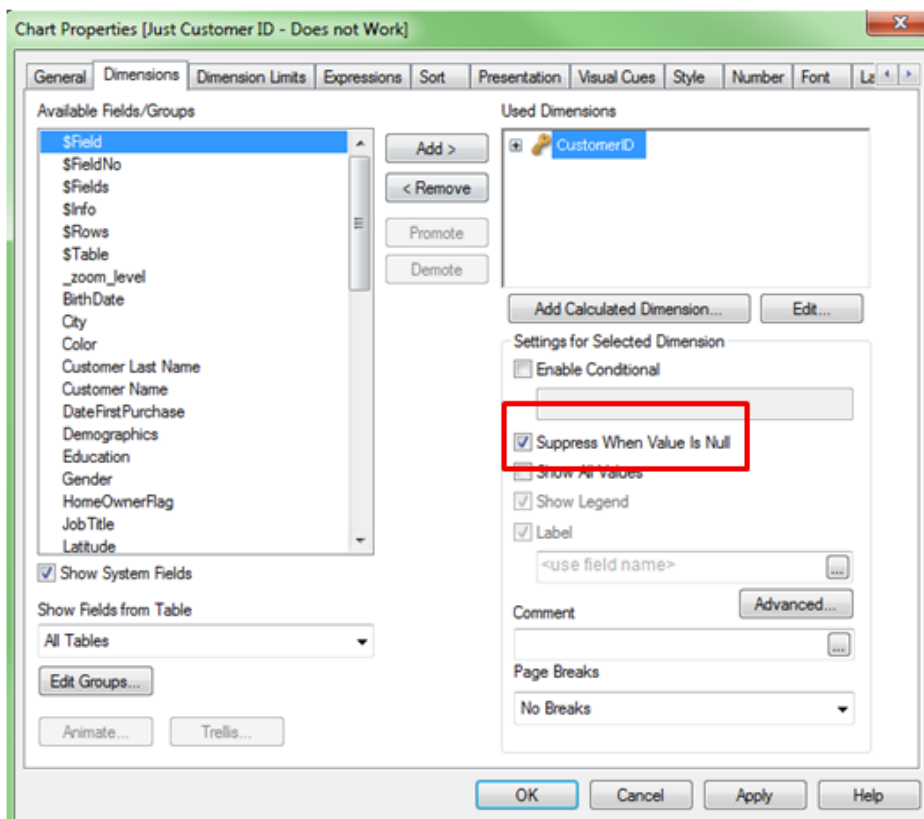 Chart Properties [Just Customer ID - Does not Work]
General Dimensions Dimension Limits Expressions Sort Presentation Visual Cues Style Number Font La
Available Fields/Groups
$Field
$FieldNo
$Fields
$Info
$Rows
$Table
_zoom_level
BirthDate
City
Color
Customer Last Name
Customer Name
DateFirstPurchase
Demographics
Education
Gender
HomeOwnerFlag
JobTitle
Latitude
Show System Fields
Show Fields from Table
All Tables
Edit Groups...
Animate... Trellis...
Add >
< Remove
Promote
Demote
Used Dimensions
CustomerID
Add Calculated Dimension... Edit...
Settings for Selected Dimension
Enable Conditional
Suppress When Value Is Null
Show All Values
Show Legend
Label
<use field name> ...
Advanced...
Comment
...
Page Breaks
No Breaks
OK Cancel Apply Help